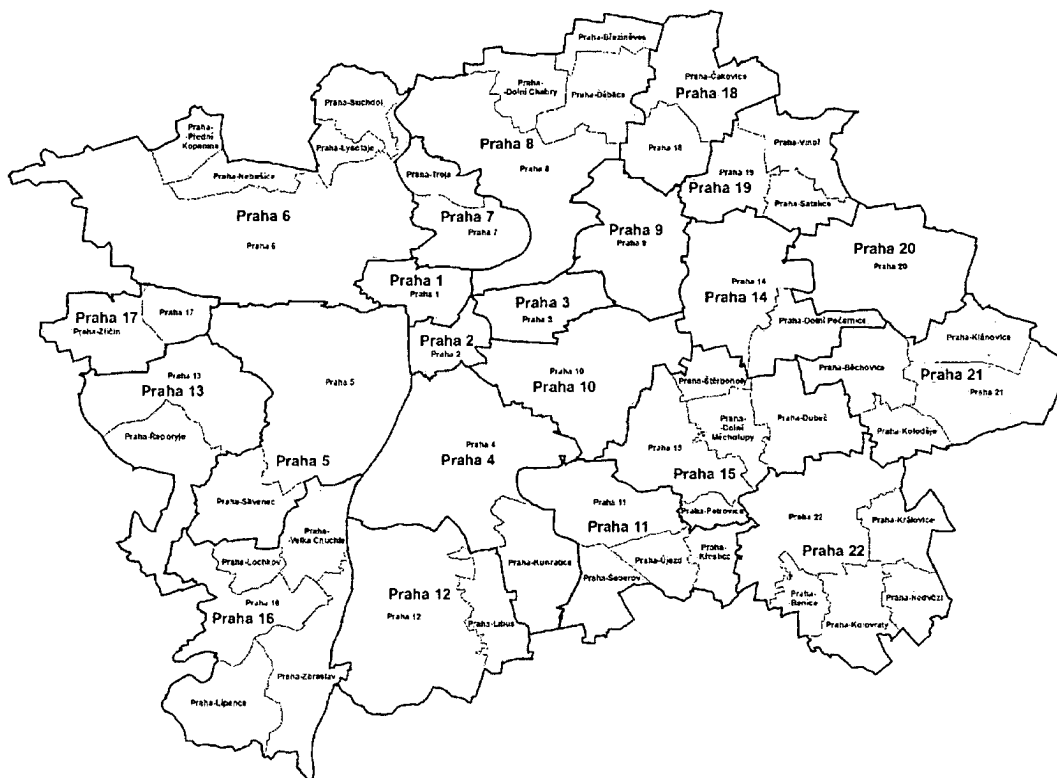 Praha-Březiněves
Praha-
-Dolní Chabry
Praha-Ďáblice
Praha-Čakovice
Praha 18
Praha-Suchdol
Praha-
-Přední
Kopanina
Praha-Lysolaje
Praha 8
Praha 8
Praha 18
Praha-Vinoř
Praha-Nebušice
Praha-Troja
Praha 19
Praha 19
Praha-Satalice
Praha 6
Praha 6
Praha 7
Praha 7
Praha 9
Praha 9
Praha 20
Praha 20
Praha 1
Praha 1
Praha 14
Praha 14
Praha 3
Praha 3
Praha 17
Praha-Zličín
Praha 17
Praha 2
Praha 2
Praha-Dolní Počernice
Praha-Klánovice
Praha 13
Praha 13
Praha 5
Praha 10
Praha 10
Praha-Štěrboholy
Praha-Běchovice
Praha 21
Praha 21
Praha-Řeporyje
Praha-
-Dolní
Měcholupy
Praha-Dubeč
Praha-Koloděje
Praha 5
Praha 4
Praha 4
Praha 15
Praha 15
Praha-Slivenec
Praha 11
Praha 11
Praha-Petrovice
Praha 22
Praha 22
Praha-Královice
Praha-
-Velká Chuchle
Praha-Lochkov
Praha-Kunratice
Praha-Šeberov
Praha-Újezd
Praha-
-Křeslice
Praha 16
Praha 16
Praha 12
Praha 12
Praha-Libuš
Praha-
-Benice
Praha-Kolovraty
Praha-Nedvězí
Praha-Zbraslav
Praha-Lipence